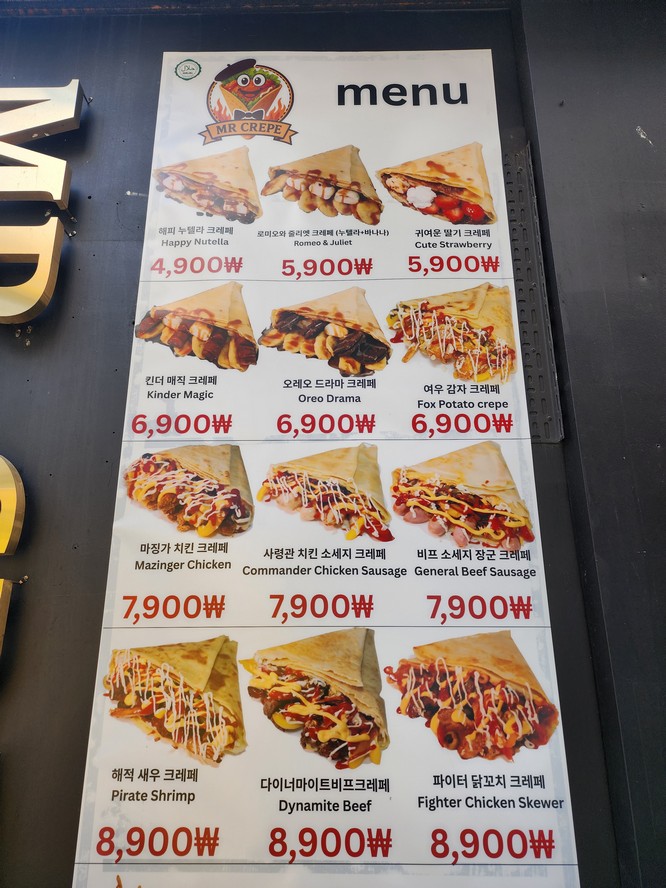 menu
MR CREPE
해피 누텔라 크레페
Happy Nutella
4,900₩
로미오와 줄리엣 크레페 (누텔라+바나나)
Romeo & Juliet
5,900₩
귀여운 딸기 크레페
Cute Strawberry
5,900₩
킨더 매직 크레페
Kinder Magic
6,900₩
오레오 드라마 크레페
Oreo Drama
6,900₩
여우 감자 크레페
Fox Potato crepe
6,900₩
마징가 치킨 크레페
Mazinger Chicken
7,900₩
사령관 치킨 소세지 크레페
Commander Chicken Sausage
7,900₩
비프 소세지 장군 크레페
General Beef Sausage
7,900₩
해적 새우 크레페
Pirate Shrimp
8,900₩
다이너마이트비프크레페
Dynamite Beef
8,900₩
파이터 닭꼬치 크레페
Fighter Chicken Skewer
8,900₩